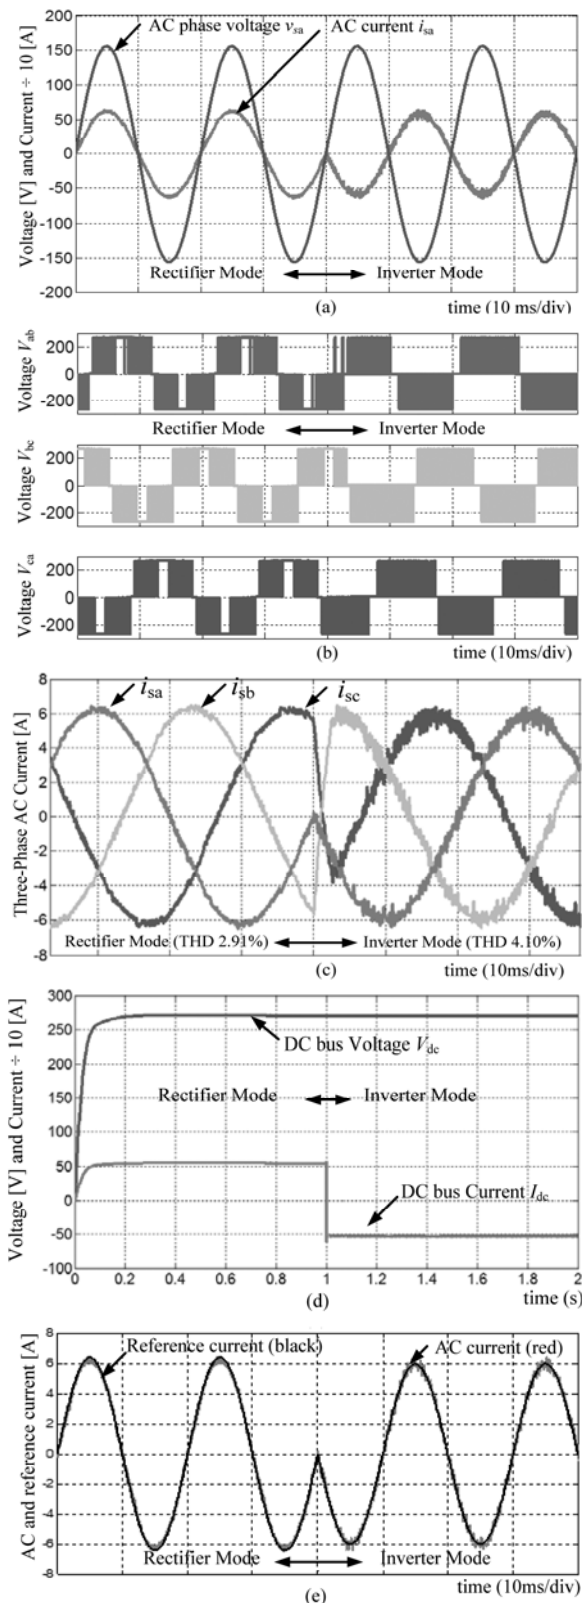 AC phase voltage vsa
AC current isa
Voltage [V] and Current ÷ 10 [A]
200
150
100
50
0
-50
-100
-150
-200
Rectifier Mode
Inverter Mode
(a)
time (10 ms/div)
Voltage Vab
200
0
-200
Rectifier Mode
Inverter Mode
Voltage Vbc
200
0
-200
Voltage Vca
200
0
-200
(b)
time (10ms/div)
Three-Phase AC Current [A]
8
6
4
2
0
-2
-4
-6
-8
isa
isb
isc
Rectifier Mode (THD 2.91%)
Inverter Mode (THD 4.10%)
(c)
time (10ms/div)
Voltage [V] and Current ÷ 10 [A]
300
250
200
150
100
50
0
-50
-100
DC bus Voltage Vdc
Rectifier Mode
Inverter Mode
DC bus Current Idc
0 0.2 0.4 0.6 0.8 1 1.2 1.4 1.6 1.8 2
(d)
time (s)
AC and reference current [A]
8
6
4
2
0
-2
-4
-6
-8
Reference current (black)
AC current (red)
Rectifier Mode
Inverter Mode
(e)
time (10ms/div)